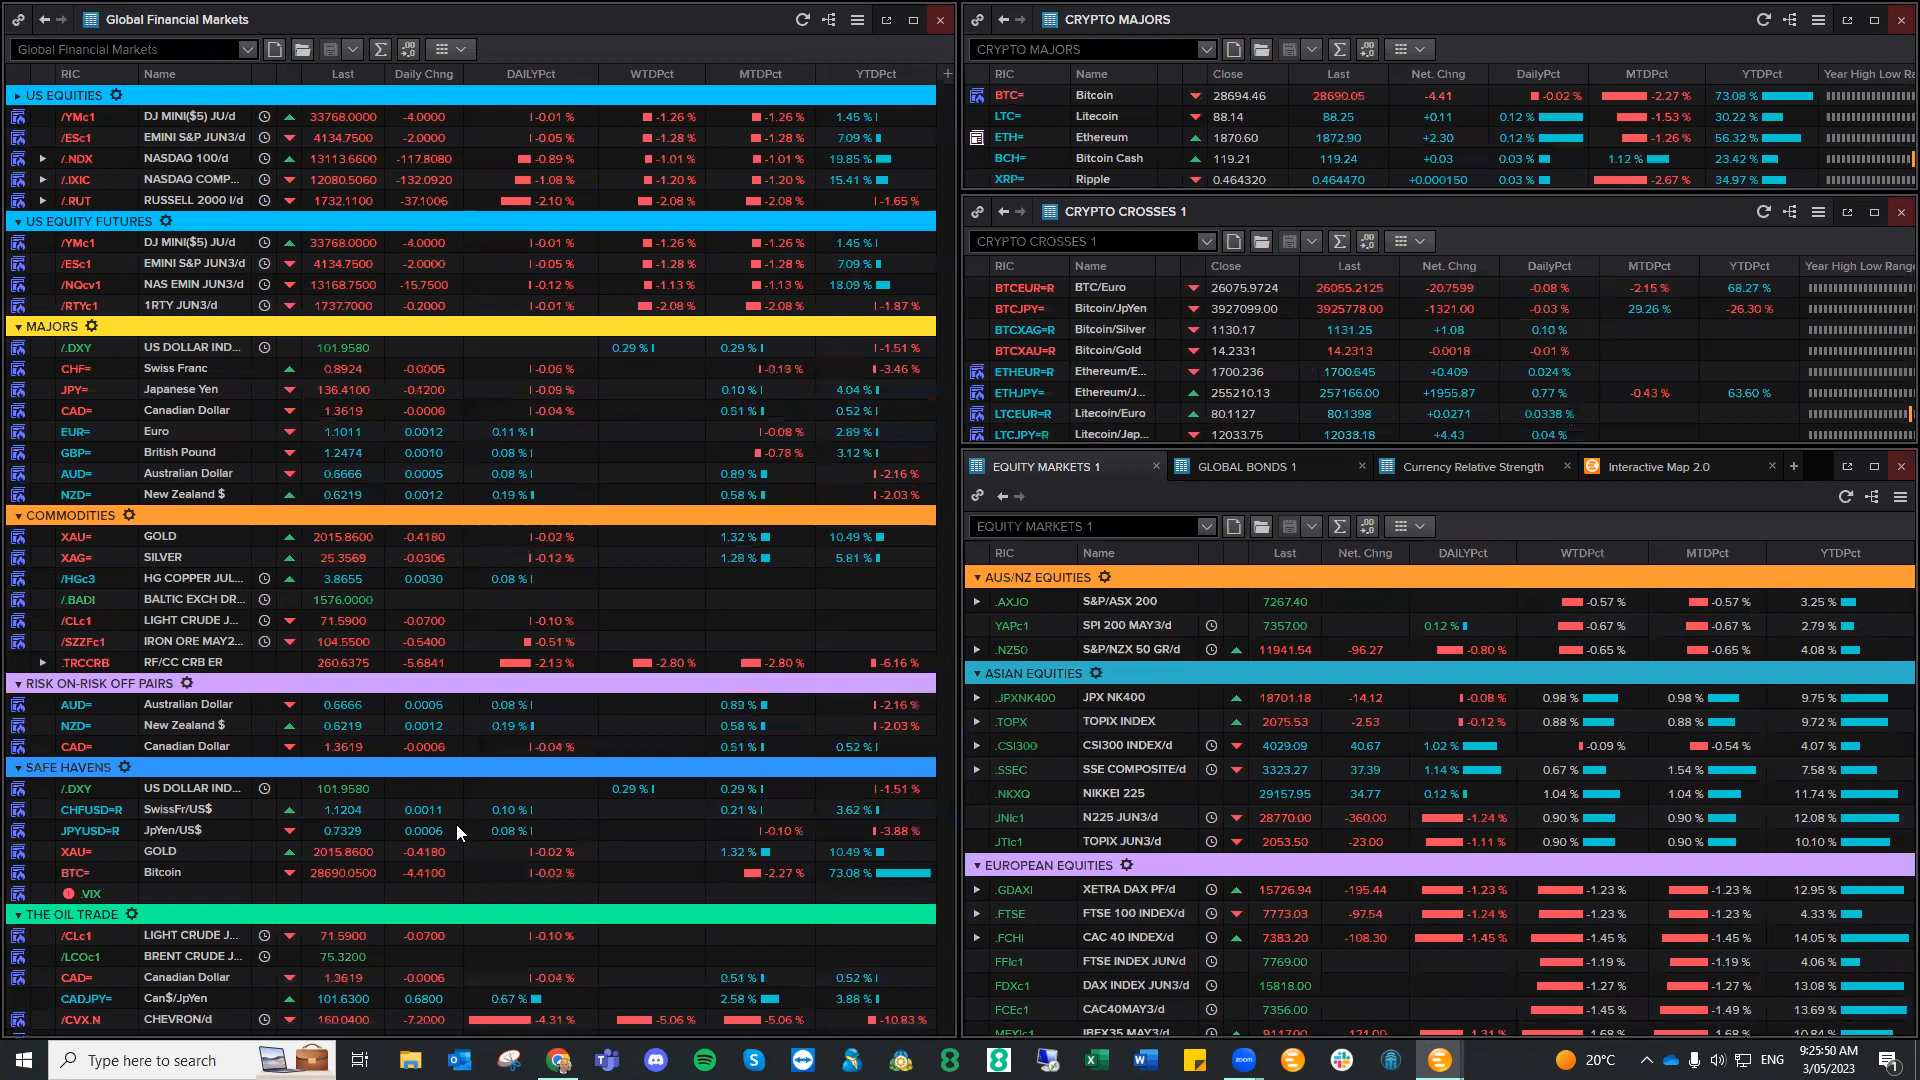 Global Financial Markets
Global Financial Markets
RIC Name Last Daily Chng DAILYPct WTDPct MTDPct YTDPct
US EQUITIES
/YMc1 DJ MINI($5) JU/d 33768.0000 -4.0000 -0.01 % -1.26 % -1.26 % 1.45 %
/ESc1 EMINI S&P JUN3/d 4134.7500 -2.0000 -0.05 % -1.28 % -1.28 % 7.09 %
/.NDX NASDAQ 100/d 13113.6600 -117.8080 -0.89 % -1.01 % -1.01 % 19.85 %
/.IXIC NASDAQ COMP... 12080.5060 -132.0920 -1.08 % -1.20 % -1.20 % 15.41 %
/.RUT RUSSELL 2000 I/d 1732.1100 -37.1006 -2.10 % -2.08 % -2.08 % -1.65 %
US EQUITY FUTURES
/YMc1 DJ MINI($5) JU/d 33768.0000 -4.0000 -0.01 % -1.26 % -1.26 % 1.45 %
/ESc1 EMINI S&P JUN3/d 4134.7500 -2.0000 -0.05 % -1.28 % -1.28 % 7.09 %
/NQcv1 NAS EMIN JUN3/d 13168.7500 -15.7500 -0.12 % -1.13 % -1.13 % 18.09 %
/RTYc1 1RTY JUN3/d 1737.7000 -0.2000 -0.01 % -2.08 % -2.08 % -1.87 %
MAJORS
/.DXY US DOLLAR IND... 101.9580 0.29 % 0.29 % -1.51 %
CHF= Swiss Franc 0.8924 -0.0005 -0.06 % -0.13 % -3.46 %
JPY= Japanese Yen 136.4100 -0.4200 -0.09 % 0.10 % 4.04 %
CAD= Canadian Dollar 1.3619 -0.0006 -0.04 % 0.51 % 0.52 %
EUR= Euro 1.1011 0.0012 0.11 % -0.08 % 2.89 %
GBP= British Pound 1.2474 0.0010 0.08 % -0.78 % 3.12 %
AUD= Australian Dollar 0.6666 0.0005 0.08 % 0.89 % -2.16 %
NZD= New Zealand $ 0.6219 0.0012 0.19 % 0.58 % -2.03 %
COMMODITIES
XAU= GOLD 2015.8600 -0.4180 -0.02 % 1.32 % 10.49 %
XAG= SILVER 25.3569 -0.0306 -0.12 % 1.28 % 5.81 %
/HGc3 HG COPPER JUL... 3.8655 0.0030 0.08 %
/.BADI BALTIC EXCH DR... 1576.0000
/CLc1 LIGHT CRUDE J... 71.5900 -0.0700 -0.10 %
/SZZFc1 IRON ORE MAY2... 104.5500 -0.5400 -0.51 %
.TRCCRB RF/CC CRB ER 260.6375 -5.6841 -2.13 % -2.80 % -2.80 % -6.16 %
RISK ON-RISK OFF PAIRS
AUD= Australian Dollar 0.6666 0.0005 0.08 % 0.89 % -2.16 %
NZD= New Zealand $ 0.6219 0.0012 0.19 % 0.58 % -2.03 %
CAD= Canadian Dollar 1.3619 -0.0006 -0.04 % 0.51 % 0.52 %
SAFE HAVENS
/.DXY US DOLLAR IND... 101.9580 0.29 % 0.29 % -1.51 %
CHFUSD=R SwissFr/US$ 1.1204 0.0011 0.10 % 0.21 % 3.62 %
JPYUSD=R JpYen/US$ 0.7329 0.0006 0.08 % -0.10 % -3.88 %
XAU= GOLD 2015.8600 -0.4180 -0.02 % 1.32 % 10.49 %
BTC= Bitcoin 28690.0500 -4.4100 -0.02 % -2.27 % 73.08 %
.VIX
THE OIL TRADE
/CLc1 LIGHT CRUDE J... 71.5900 -0.0700 -0.10 %
/LCOc1 BRENT CRUDE J... 75.3200
CAD= Canadian Dollar 1.3619 -0.0006 -0.04 % 0.51 % 0.52 %
CADJPY= Can$/JpYen 101.6300 0.6800 0.67 % 2.58 % 3.88 %
/CVX.N CHEVRON/d 160.0400 -7.2000 -4.31 % -5.06 % -5.06 % -10.83 %
CRYPTO MAJORS
CRYPTO MAJORS
RIC Name Close Last Net. Chng DailyPct MTDPct YTDPct Year High Low Ra
BTC= Bitcoin 28694.46 28690.05 -4.41 -0.02 % -2.27 % 73.08 %
LTC= Litecoin 88.14 88.25 +0.11 0.12 % -1.53 % 30.22 %
ETH= Ethereum 1870.60 1872.90 +2.30 0.12 % -1.26 % 56.32 %
BCH= Bitcoin Cash 119.21 119.24 +0.03 0.03 % 1.12 % 23.42 %
XRP= Ripple 0.464320 0.464470 +0.000150 0.03 % -2.67 % 34.97 %
CRYPTO CROSSES 1
CRYPTO CROSSES 1
RIC Name Close Last Net. Chng DailyPct MTDPct YTDPct Year High Low Range
BTCEUR=R BTC/Euro 26075.9724 26055.2125 -20.7599 -0.08 % -2.15 % 68.27 %
BTCJPY= Bitcoin/JpYen 3927099.00 3925778.00 -1321.00 -0.03 % 29.26 % -26.30 %
BTCXAG=R Bitcoin/Silver 1130.17 1131.25 +1.08 0.10 %
BTCXAU=R Bitcoin/Gold 14.2331 14.2313 -0.0018 -0.01 %
ETHEUR=R Ethereum/E... 1700.236 1700.645 +0.409 0.024 %
ETHJPY= Ethereum/J... 255210.13 257166.00 +1955.87 0.77 % -0.43 % 63.60 %
LTCEUR=R Litecoin/Euro 80.1127 80.1398 +0.0271 0.0338 %
LTCJPY=R Litecoin/Jap... 12033.75 12038.18 +4.43 0.04 %
EQUITY MARKETS 1 GLOBAL BONDS 1 Currency Relative Strength Interactive Map 2.0
EQUITY MARKETS 1
RIC Name Last Net. Chng DAILYPct WTDPct MTDPct YTDPct
AUS/NZ EQUITIES
.AXJO S&P/ASX 200 7267.40 -0.57 % -0.57 % 3.25 %
YAPc1 SPI 200 MAY3/d 7357.00 0.12 % -0.67 % -0.67 % 2.79 %
.NZ50 S&P/NZX 50 GR/d 11941.54 -96.27 -0.80 % -0.65 % -0.65 % 4.08 %
ASIAN EQUITIES
.JPXNK400 JPX NK400 18701.18 -14.12 -0.08 % 0.98 % 0.98 % 9.75 %
.TOPX TOPIX INDEX 2075.53 -2.53 -0.12 % 0.88 % 0.88 % 9.72 %
.CSI300 CSI300 INDEX/d 4029.09 40.67 1.02 % -0.09 % -0.54 % 4.07 %
.SSEC SSE COMPOSITE/d 3323.27 37.39 1.14 % 0.67 % 1.54 % 7.58 %
.NKXQ NIKKEI 225 29157.95 34.77 0.12 % 1.04 % 1.04 % 11.74 %
JNIc1 N225 JUN3/d 28770.00 -360.00 -1.24 % 0.90 % 0.90 % 12.08 %
JTIc1 TOPIX JUN3/d 2053.50 -23.00 -1.11 % 0.90 % 0.90 % 10.10 %
EUROPEAN EQUITIES
.GDAXI XETRA DAX PF/d 15726.94 -195.44 -1.23 % -1.23 % -1.23 % 12.95 %
.FTSE FTSE 100 INDEX/d 7773.03 -97.54 -1.24 % -1.23 % -1.23 % 4.33 %
.FCHI CAC 40 INDEX/d 7383.20 -108.30 -1.45 % -1.45 % -1.45 % 14.05 %
FFIc1 FTSE INDEX JUN/d 7769.00 -1.19 % -1.19 % 4.06 %
FDXc1 DAX INDEX JUN3/d 15818.00 -1.27 % -1.27 % 13.08 %
FCEc1 CAC40MAY3/d 7356.00 -1.45 % -1.49 % 13.69 %
MFXIc1 IBEX35 MAY3/d 9117.00 -121.00 -1.31 % -1.68 % -1.68 % 10.84 %
Type here to search
20°C ENG 9:25:50 AM
3/05/2023